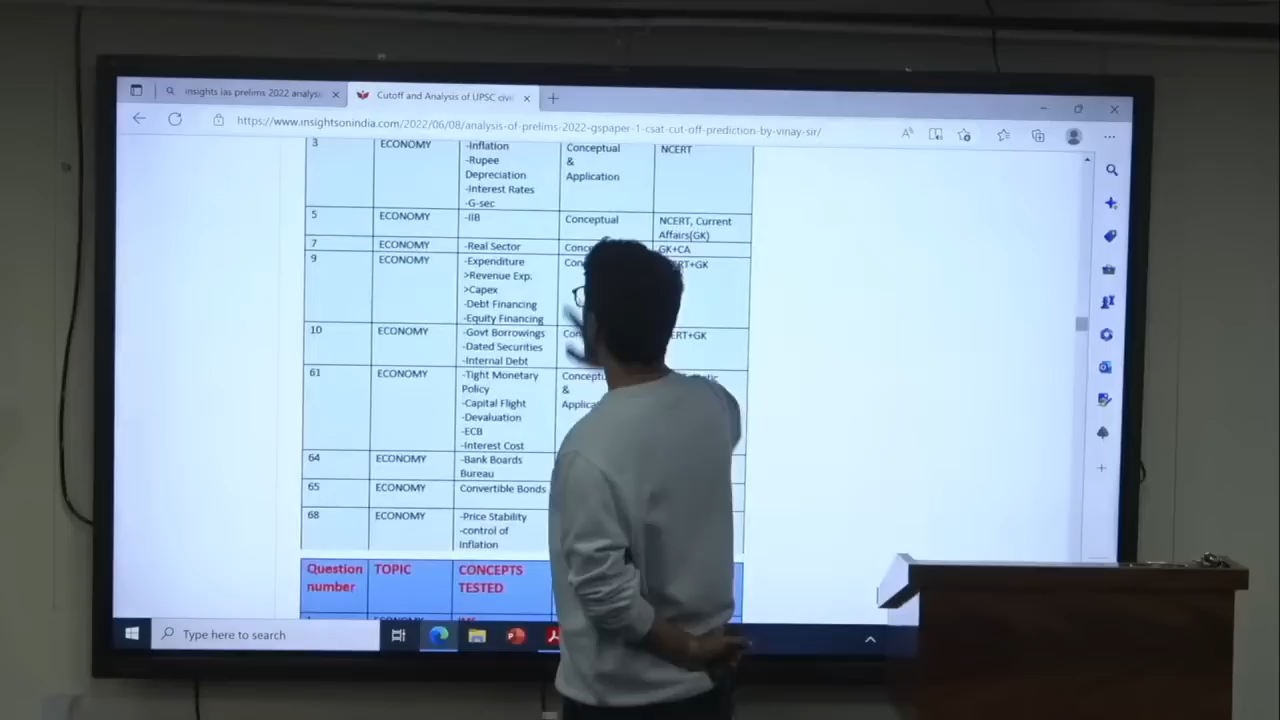 insights ias prelims 2022 analysi
Cutoff and Analysis of UPSC civi
https://www.insightsonindia.com/2022/06/08/analysis-of-prelims-2022-gspaper-1-csat-cut-off-prediction-by-vinay-sir/
3 ECONOMY -Inflation Conceptual NCERT
-Rupee &
Depreciation Application
-Interest Rates
-G-sec
5 ECONOMY -IIB Conceptual NCERT, Current
Affairs(GK)
7 ECONOMY -Real Sector GK+CA
9 ECONOMY -Expenditure
>Revenue Exp.
>Capex
-Debt Financing
-Equity Financing
10 ECONOMY -Govt Borrowings
-Dated Securities
-Internal Debt
61 ECONOMY -Tight Monetary
Policy &
-Capital Flight
-Devaluation
-ECB
-Interest Cost
64 ECONOMY -Bank Boards
Bureau
65 ECONOMY Convertible Bonds
68 ECONOMY -Price Stability
-control of
Inflation
Question TOPIC CONCEPTS
number TESTED
Type here to search